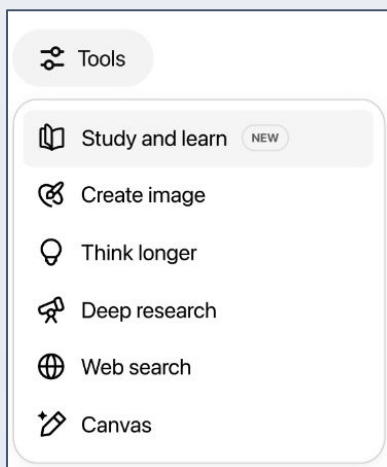 Tools
Study and learn NEW
Create image
Think longer
Deep research
Web search
Canvas